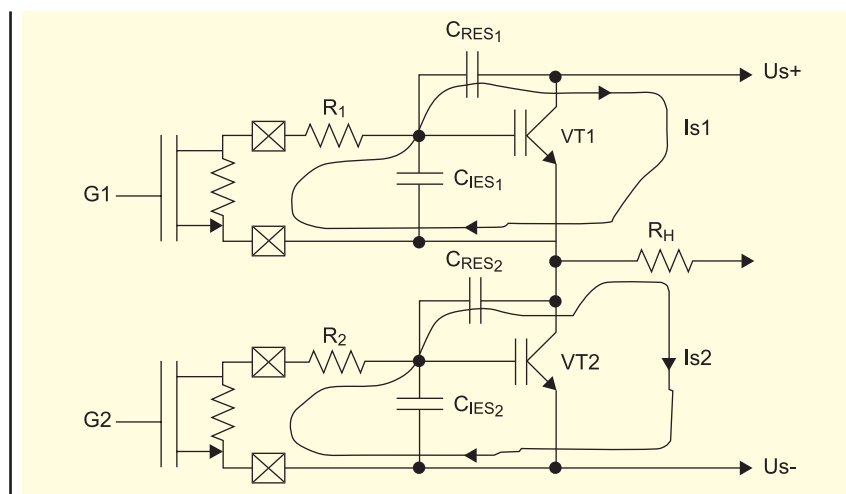 CRES1
Us+
R1
VT1
Is1
G1
CIES1
RH
CRES2
R2
VT2
Is2
G2
CIES2
Us-